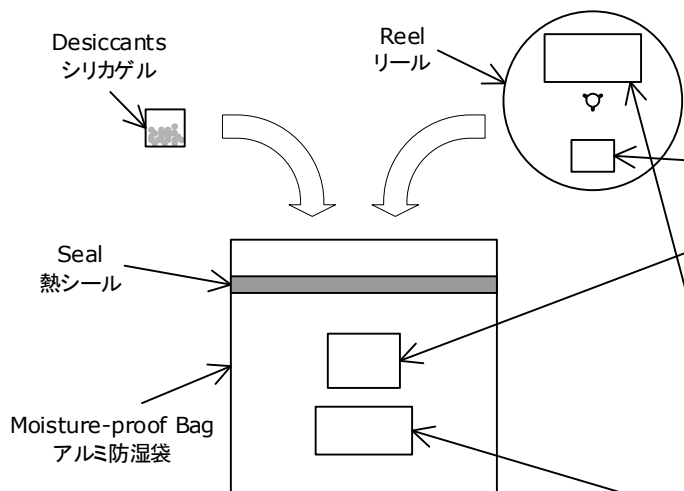 Desiccants
シリカゲル
Reel
リール
Seal
熱シール
Moisture-proof Bag
アルミ防湿袋